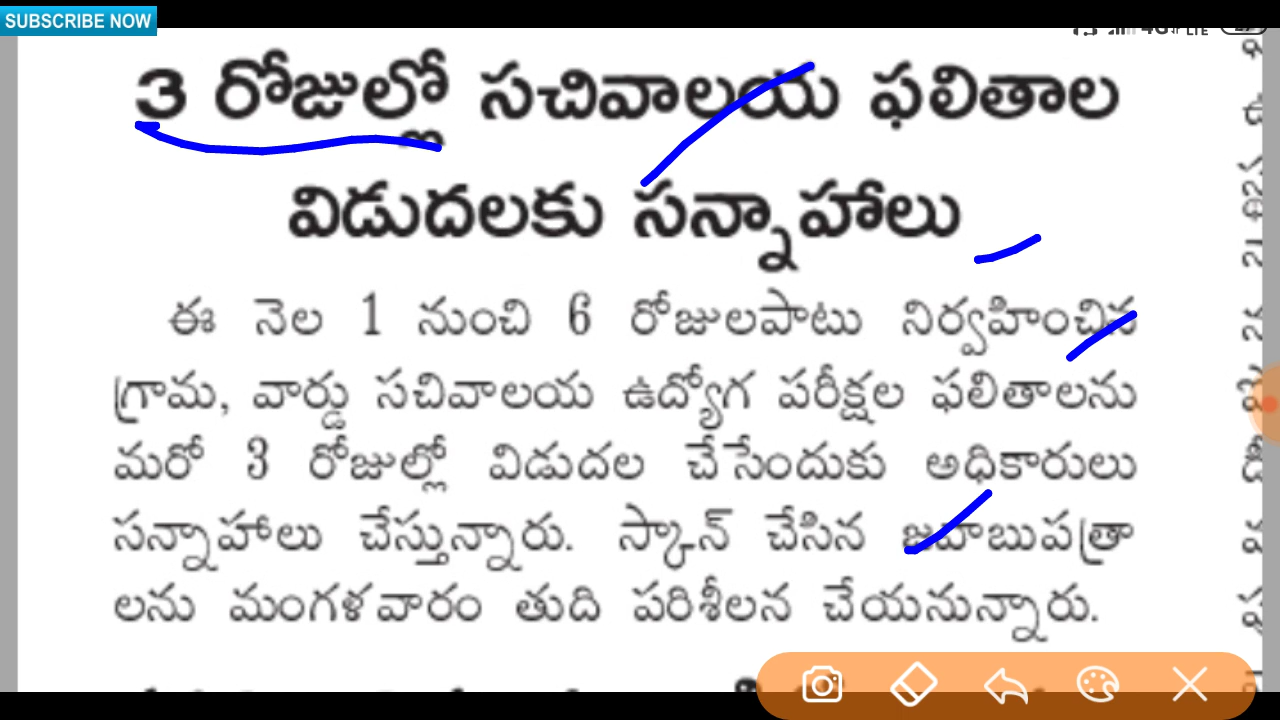 SUBSCRIBE NOW
3 రోజుల్లో సచివాలయ ఫలితాల
విడుదలకు సన్నాహాలు
ఈ నెల 1 నుంచి 6 రోజులపాటు నిర్వహించిన
గ్రామ, వార్డు సచివాలయ ఉద్యోగ పరీక్షల ఫలితాలను
మరో 3 రోజుల్లో విడుదల చేసేందుకు అధికారులు
సన్నాహాలు చేస్తున్నారు. స్కాన్ చేసిన జవాబుపత్రా
లను మంగళవారం తుది పరిశీలన చేయనున్నారు.